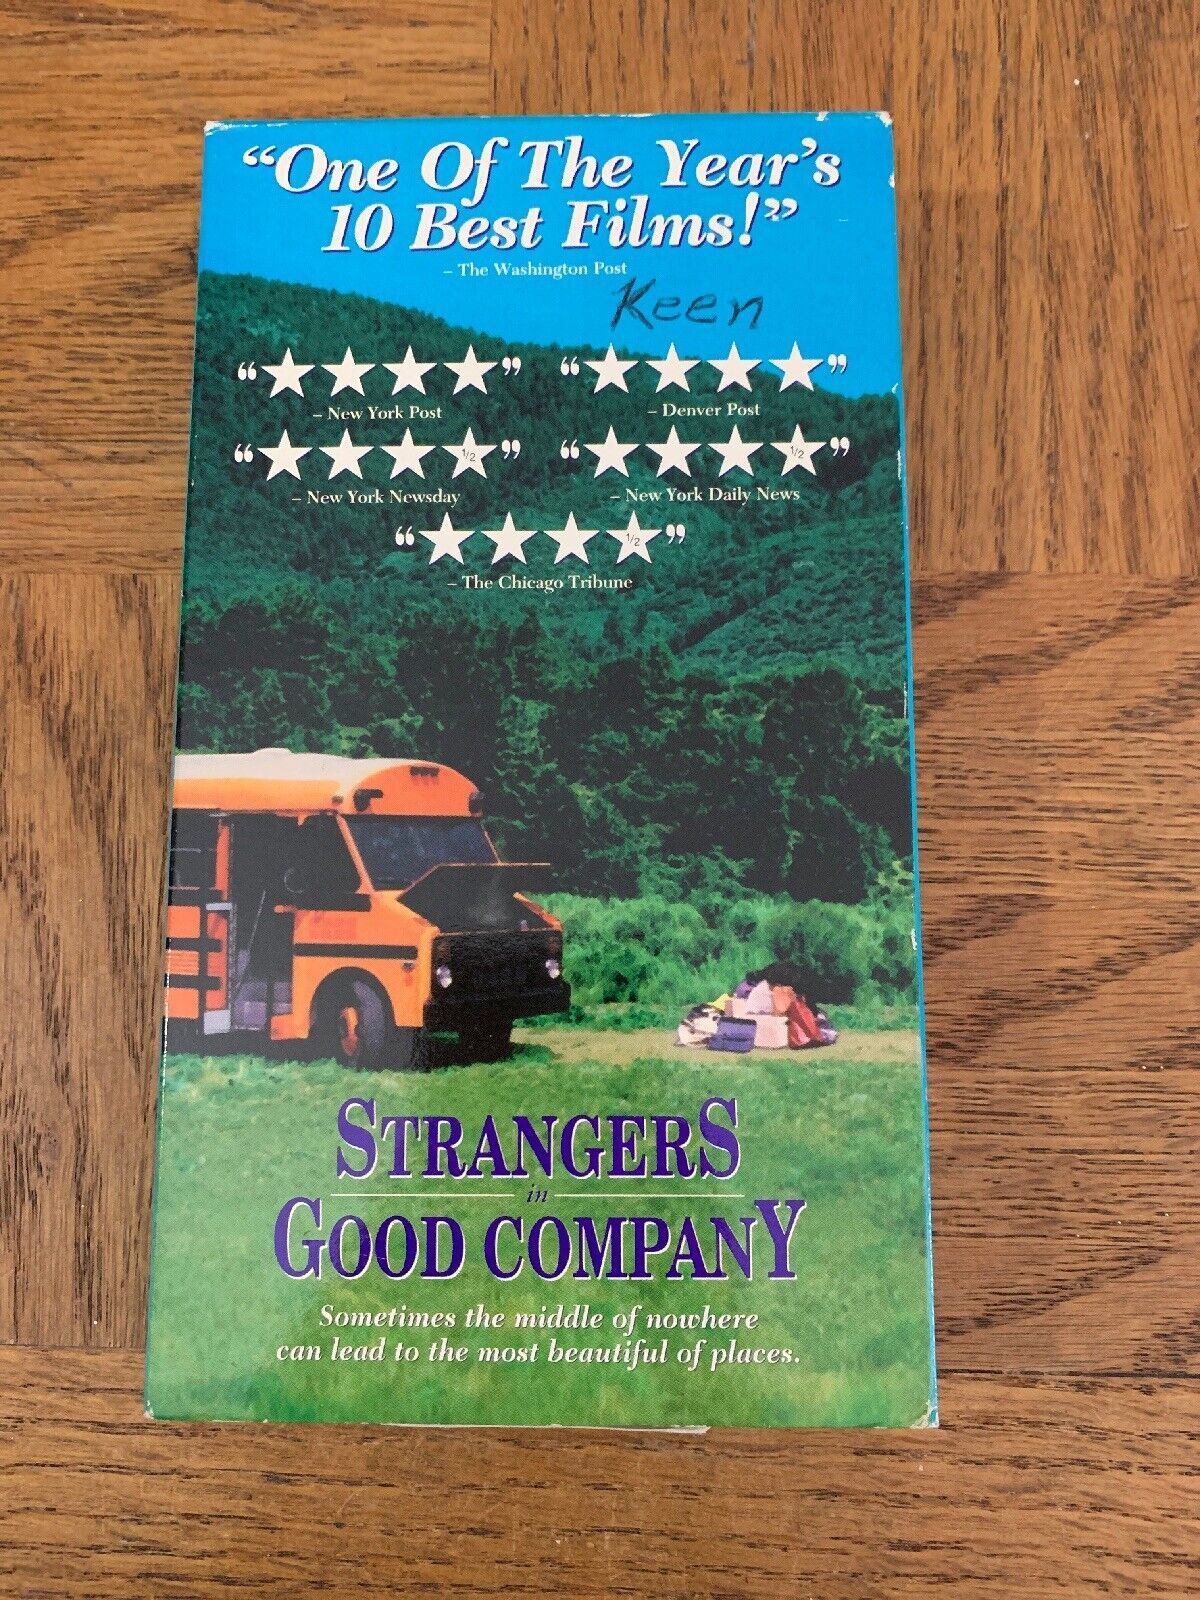 “One Of The Year’s
10 Best Films!”
– The Washington Post
Keen
“ ” “ ”
– New York Post – Denver Post
“ 1/2 ” “ 1/2 ”
– New York Newsday – New York Daily News
“ 1/2 ”
– The Chicago Tribune
STRANGERS
in
GOOD COMPANY
Sometimes the middle of nowhere
can lead to the most beautiful of places.